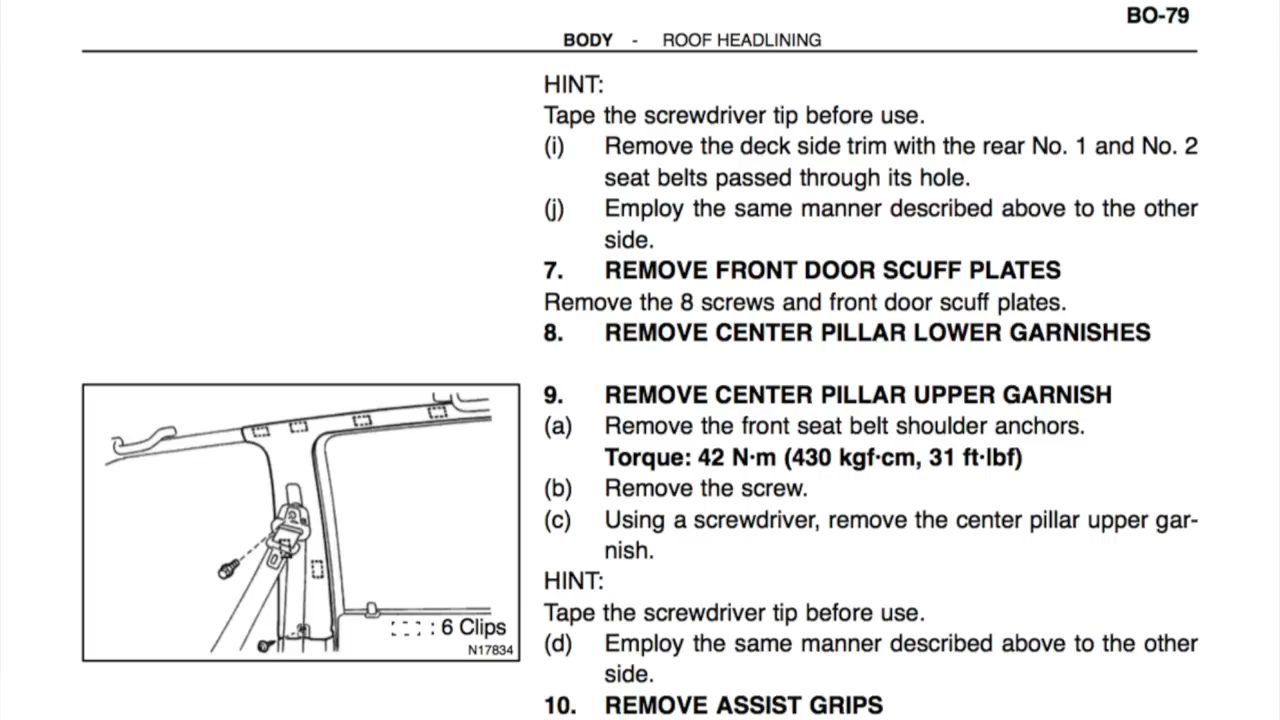 BO-79
BODY - ROOF HEADLINING
HINT:
Tape the screwdriver tip before use.
(i) Remove the deck side trim with the rear No. 1 and No. 2
seat belts passed through its hole.
(j) Employ the same manner described above to the other
side.
7. REMOVE FRONT DOOR SCUFF PLATES
Remove the 8 screws and front door scuff plates.
8. REMOVE CENTER PILLAR LOWER GARNISHES
9. REMOVE CENTER PILLAR UPPER GARNISH
(a) Remove the front seat belt shoulder anchors.
Torque: 42 N·m (430 kgf·cm, 31 ft·lbf)
(b) Remove the screw.
(c) Using a screwdriver, remove the center pillar upper gar-
nish.
HINT:
Tape the screwdriver tip before use.
(d) Employ the same manner described above to the other
side.
10. REMOVE ASSIST GRIPS
: 6 Clips
N17834